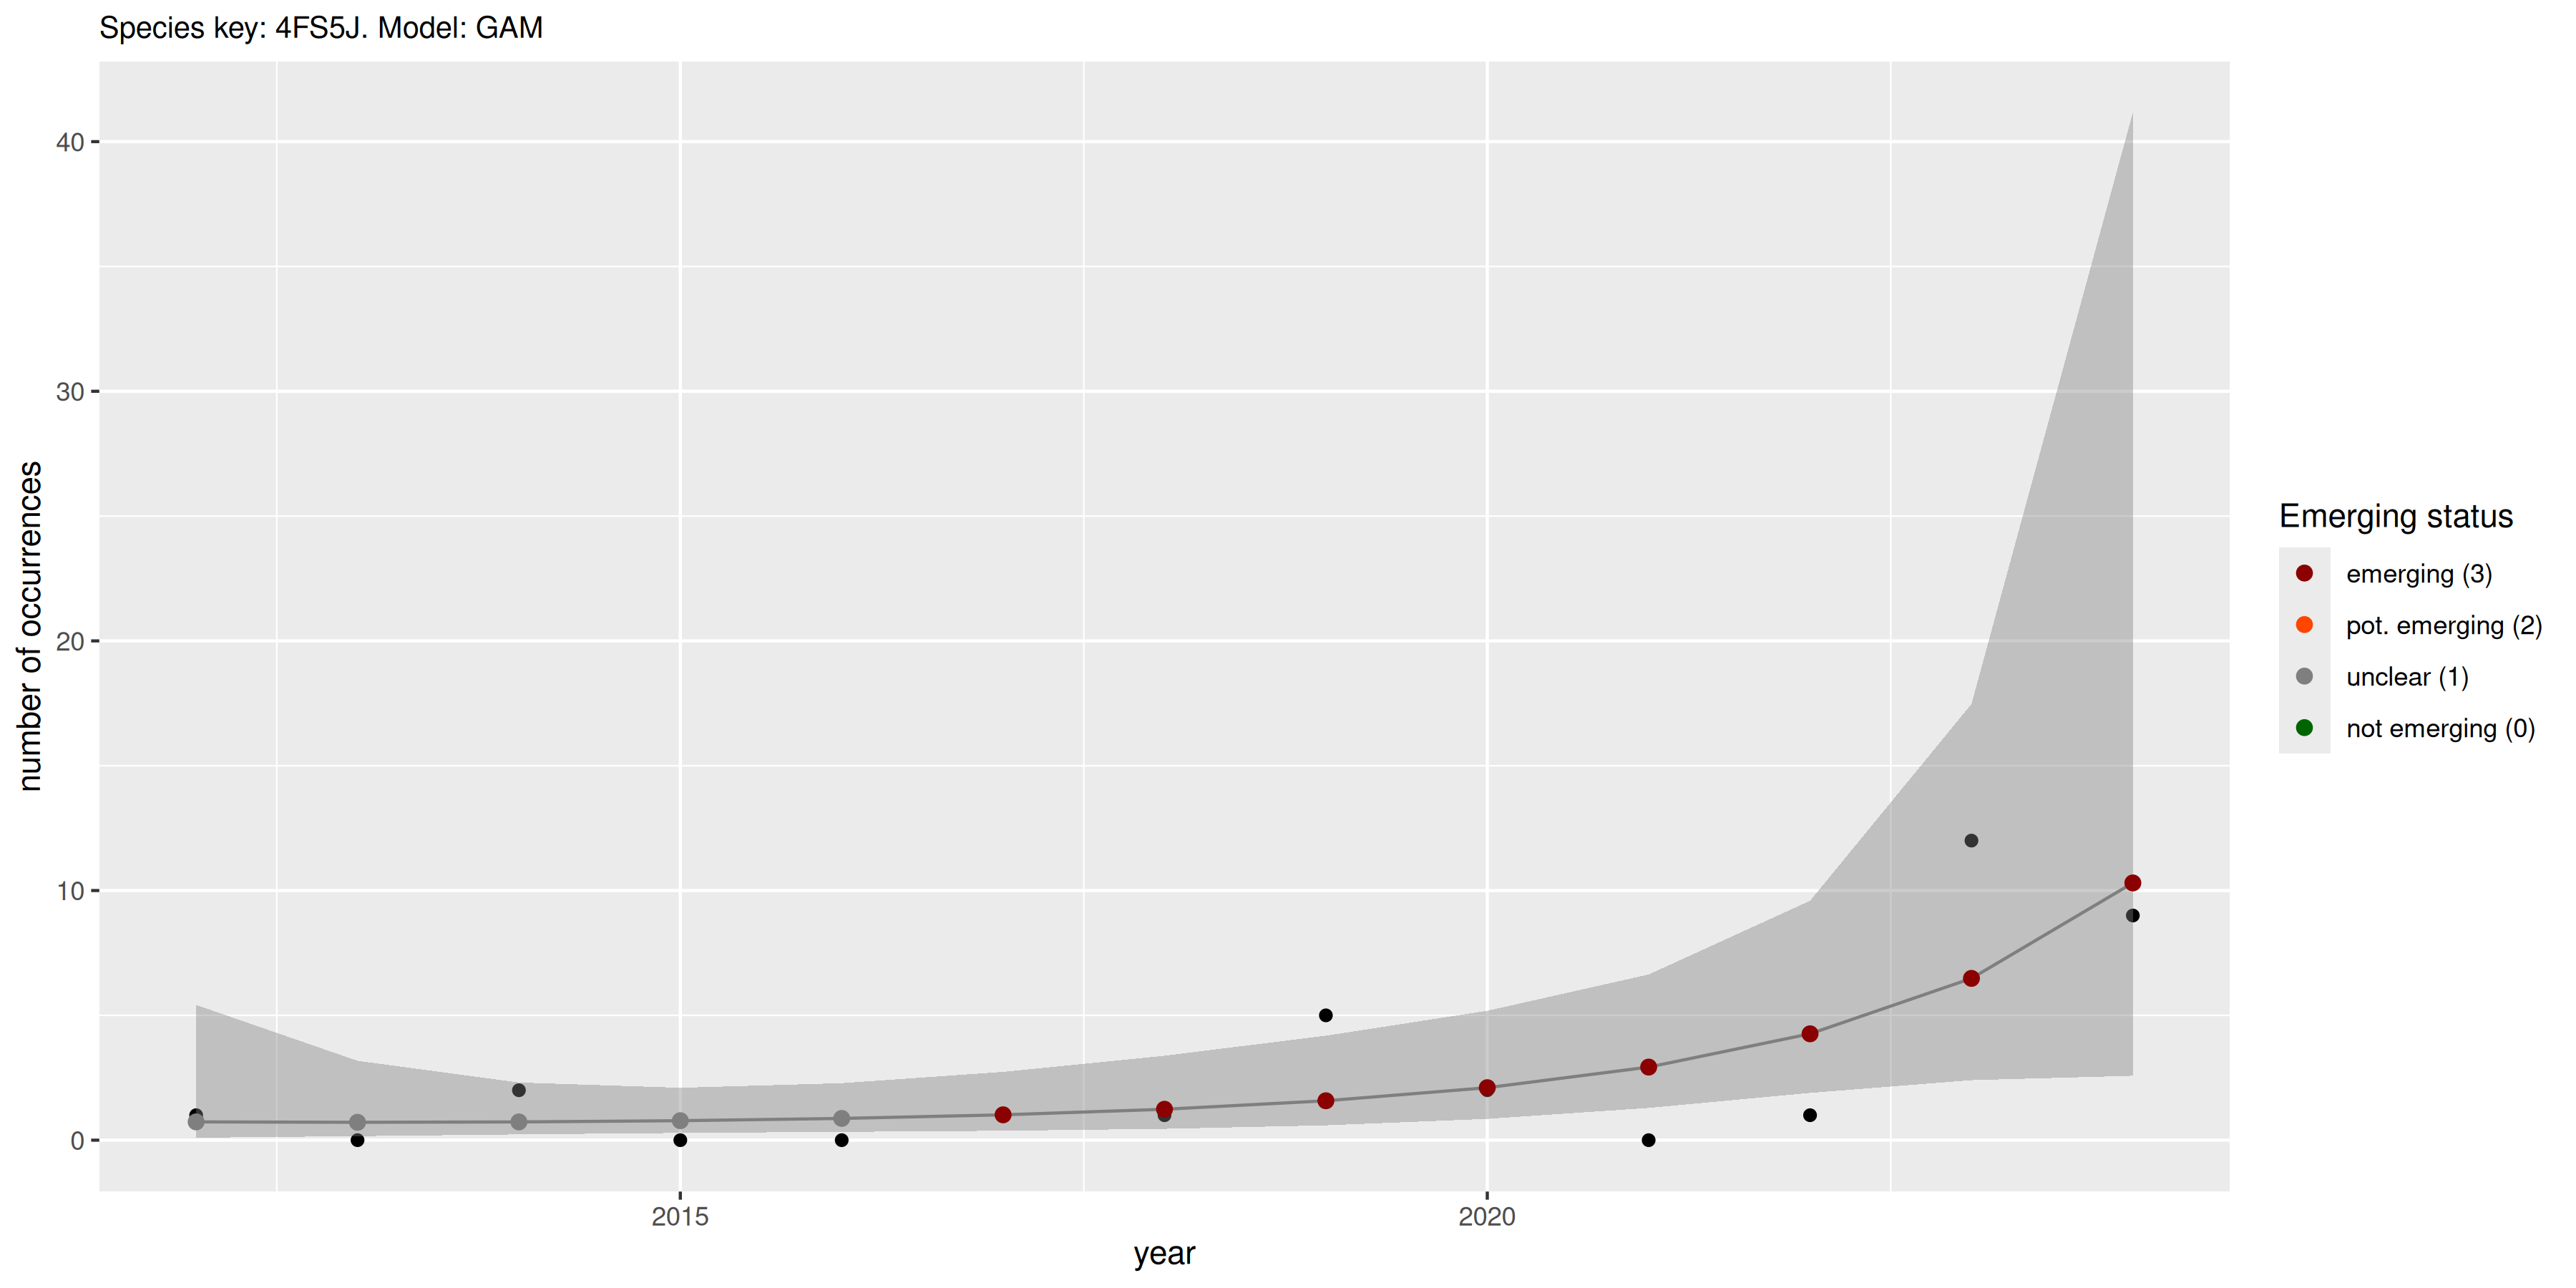 Species key: 4FS5J. Model: GAM
number of occurrences
40
30
20
10
0
2015
2020
year
Emerging status
emerging (3)
pot. emerging (2)
unclear (1)
not emerging (0)